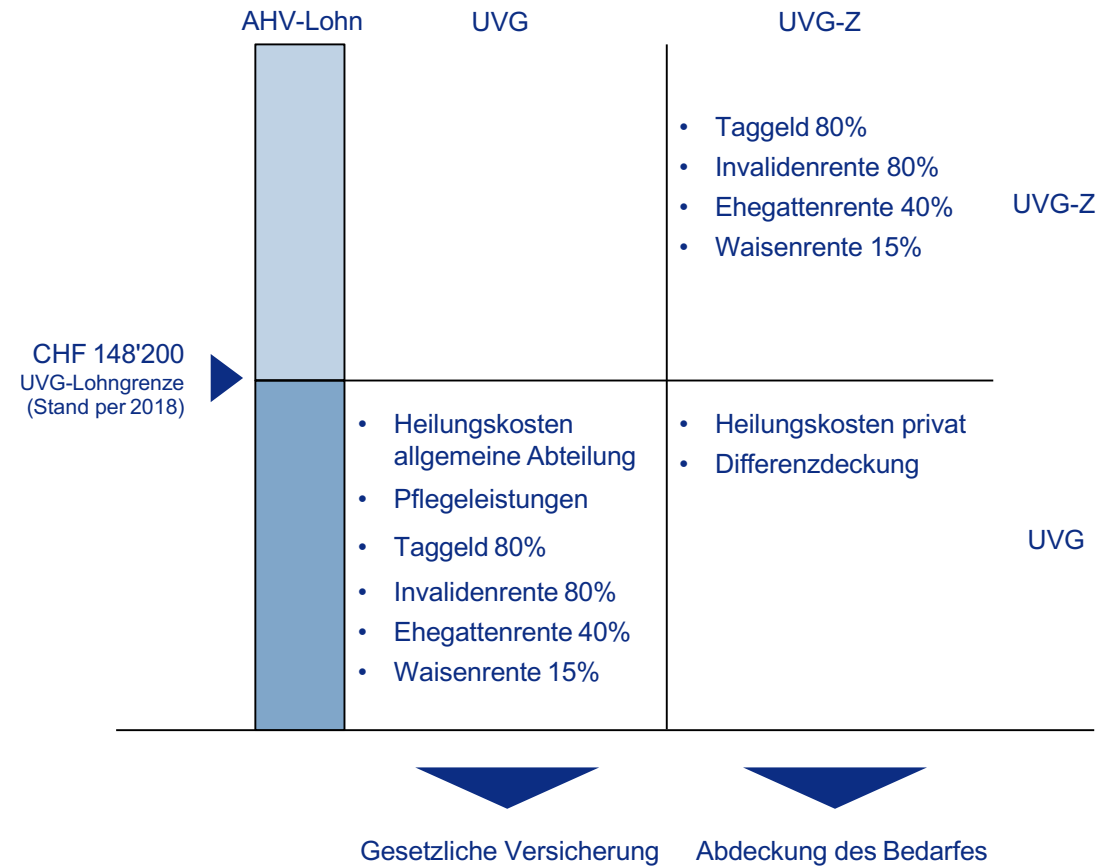 AHV-Lohn
UVG
UVG-Z
• Taggeld 80%
• Invalidenrente 80%
• Ehegattenrente 40%
• Waisenrente 15%
UVG-Z
CHF 148'200
UVG-Lohngrenze
(Stand per 2018)
• Heilungskosten
allgemeine Abteilung
• Pflegeleistungen
• Taggeld 80%
• Invalidenrente 80%
• Ehegattenrente 40%
• Waisenrente 15%
• Heilungskosten privat
• Differenzdeckung
UVG
Gesetzliche Versicherung
Abdeckung des Bedarfes